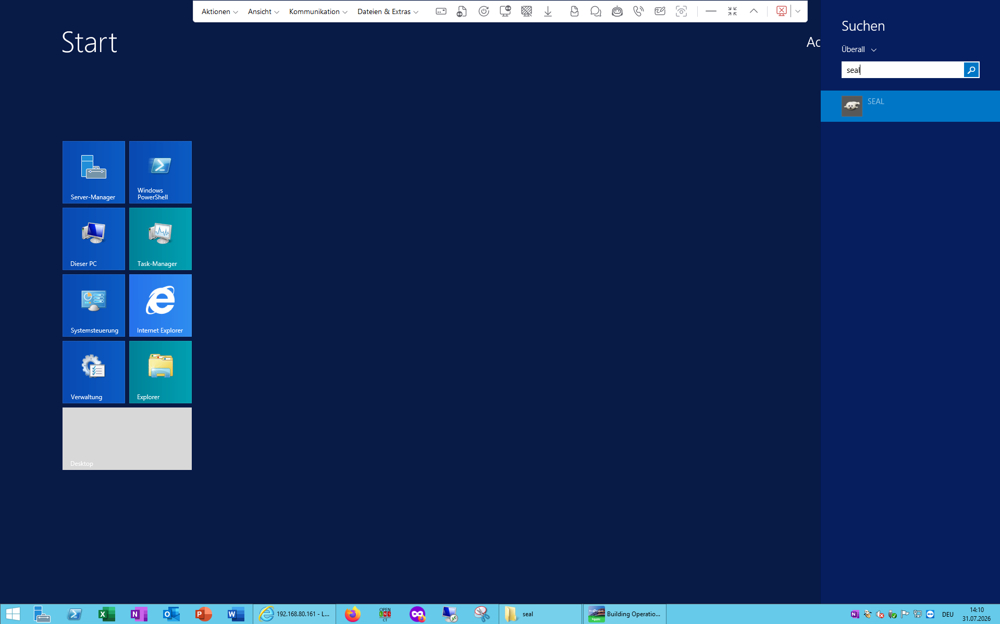 Aktionen Ansicht Kommunikation Dateien & Extras
Start
Ac
Suchen
Überall
seal
SEAL
Server-Manager
Windows
PowerShell
Dieser PC
Task-Manager
Systemsteuerung
Internet Explorer
Verwaltung
Explorer
Desktop
192.168.80.161 - L...
OPEN
LNS
CT
seal
Building Operatio...
DEU
14:10
31.07.2026